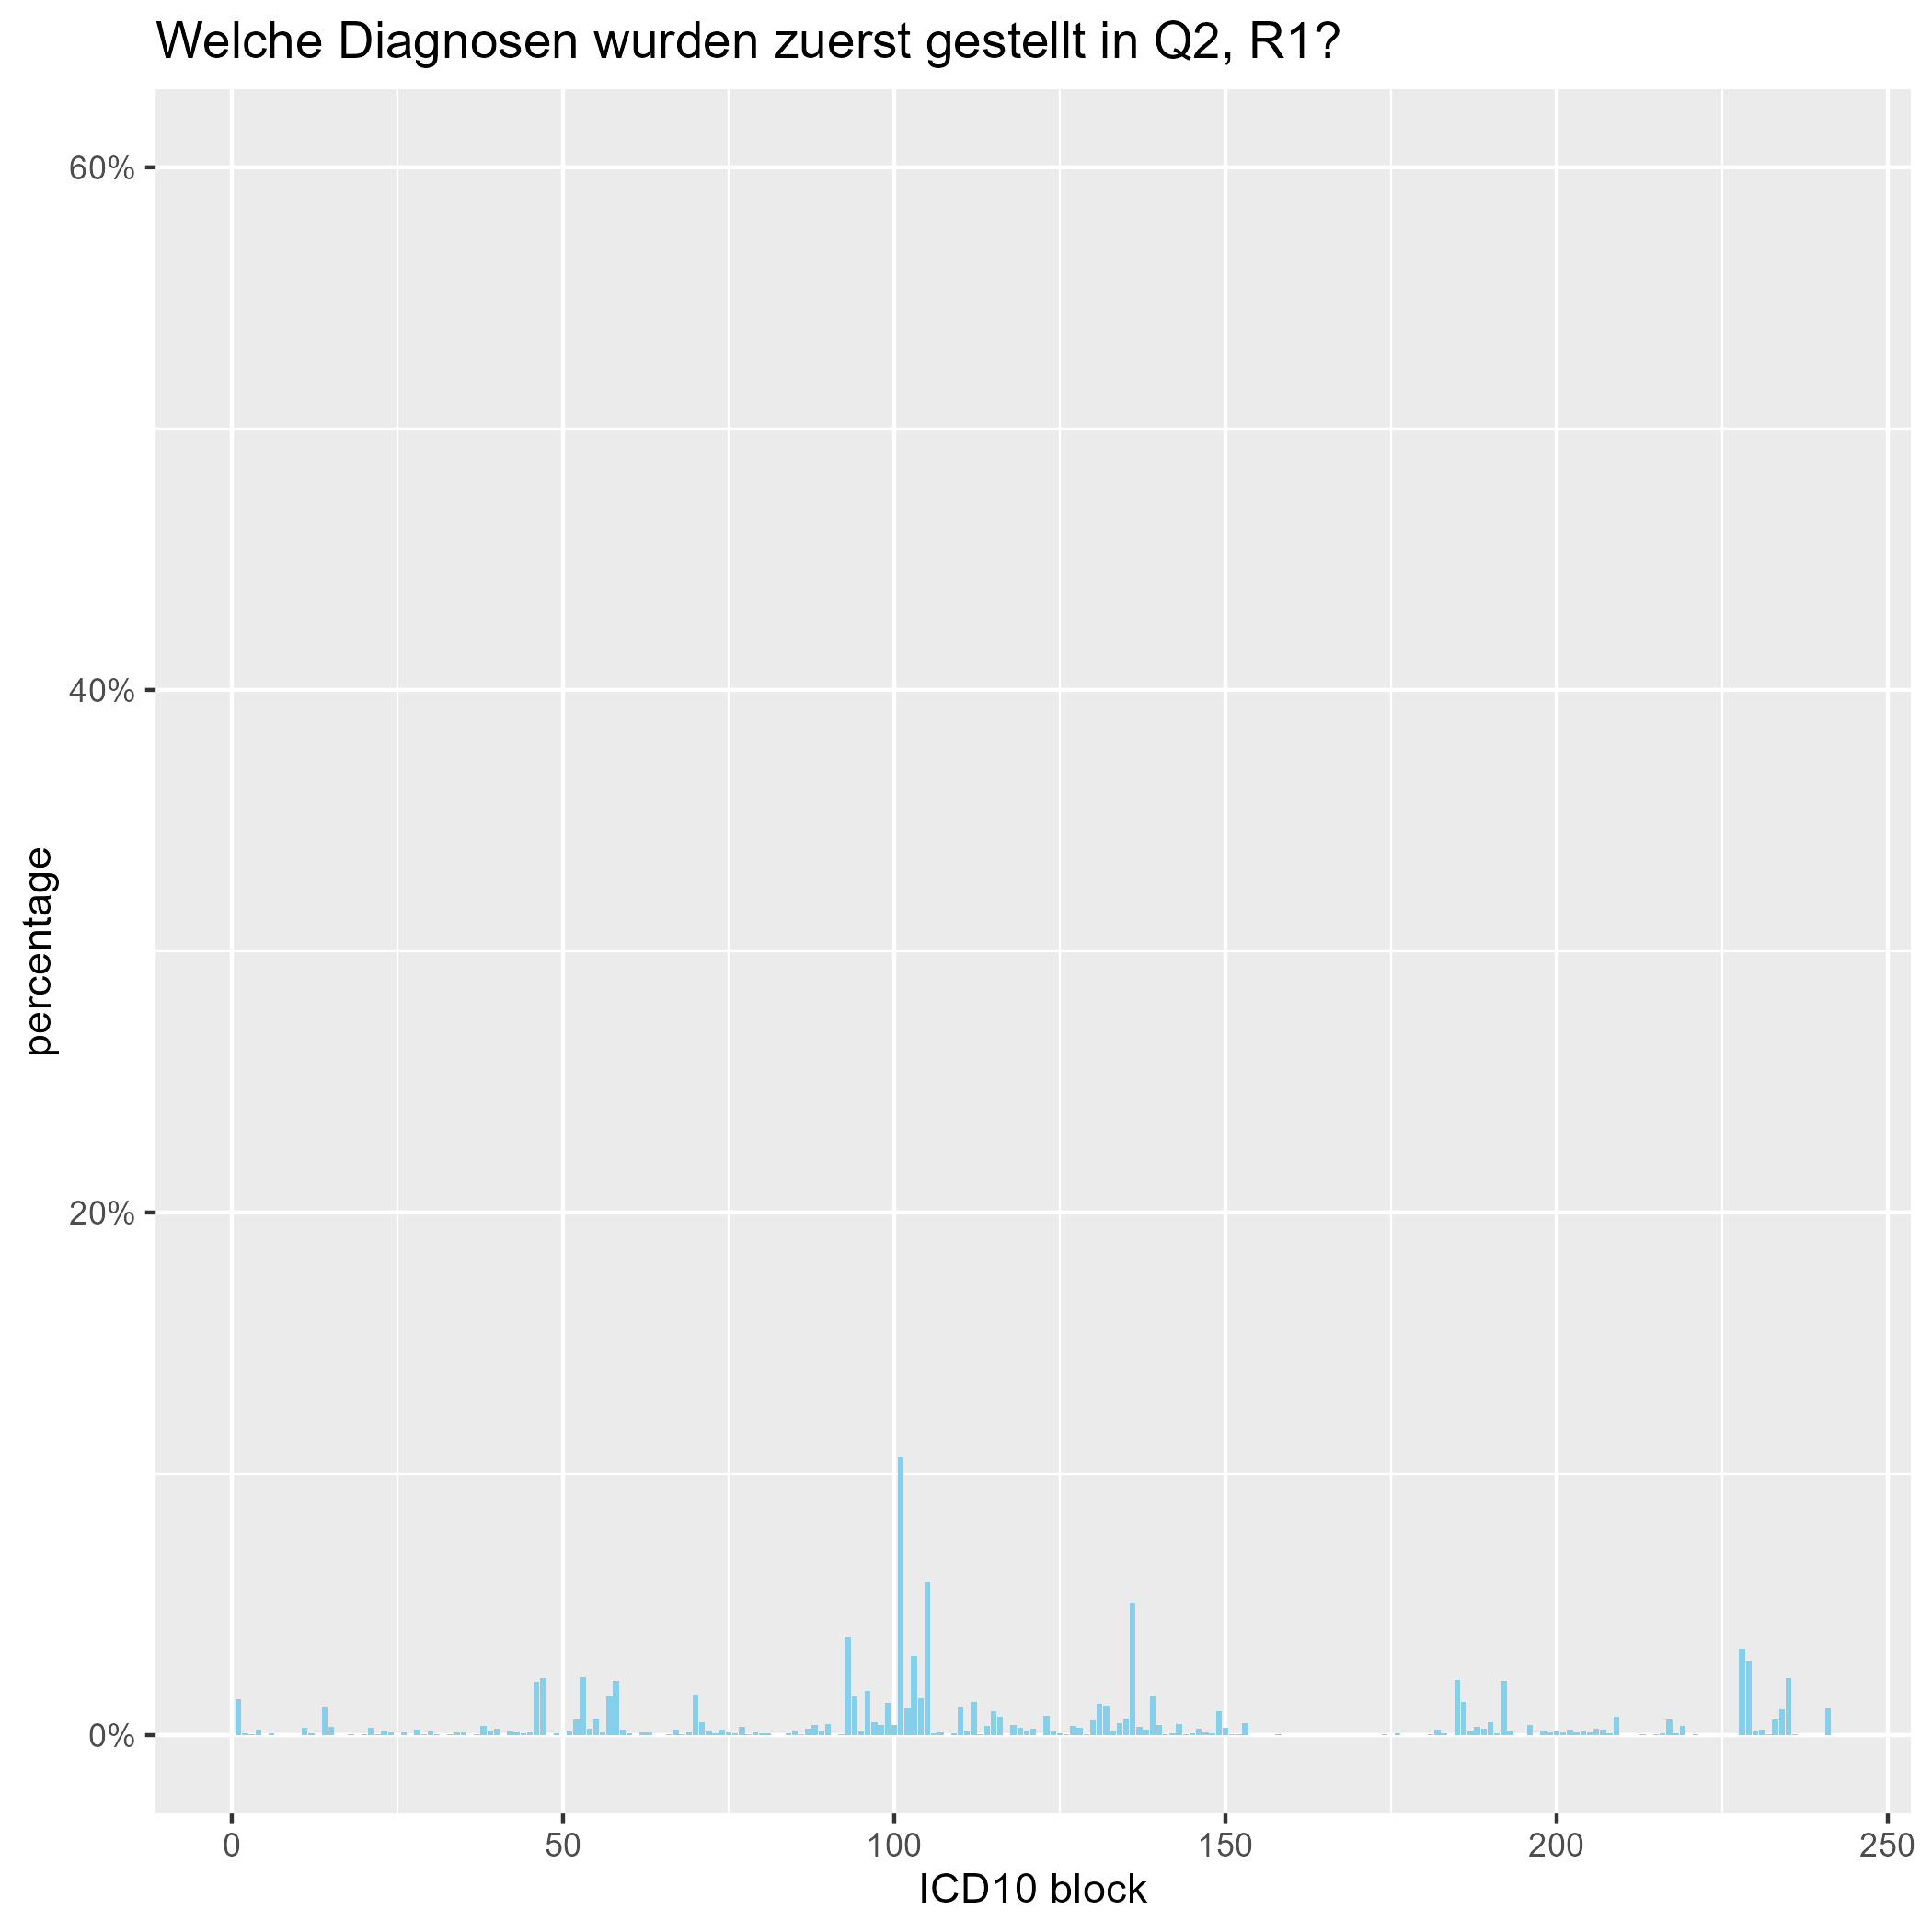 Welche Diagnosen wurden zuerst gestellt in Q2, R1?
60%
40%
20%
0%
percentage
0 50 100 150 200 250
ICD10 block